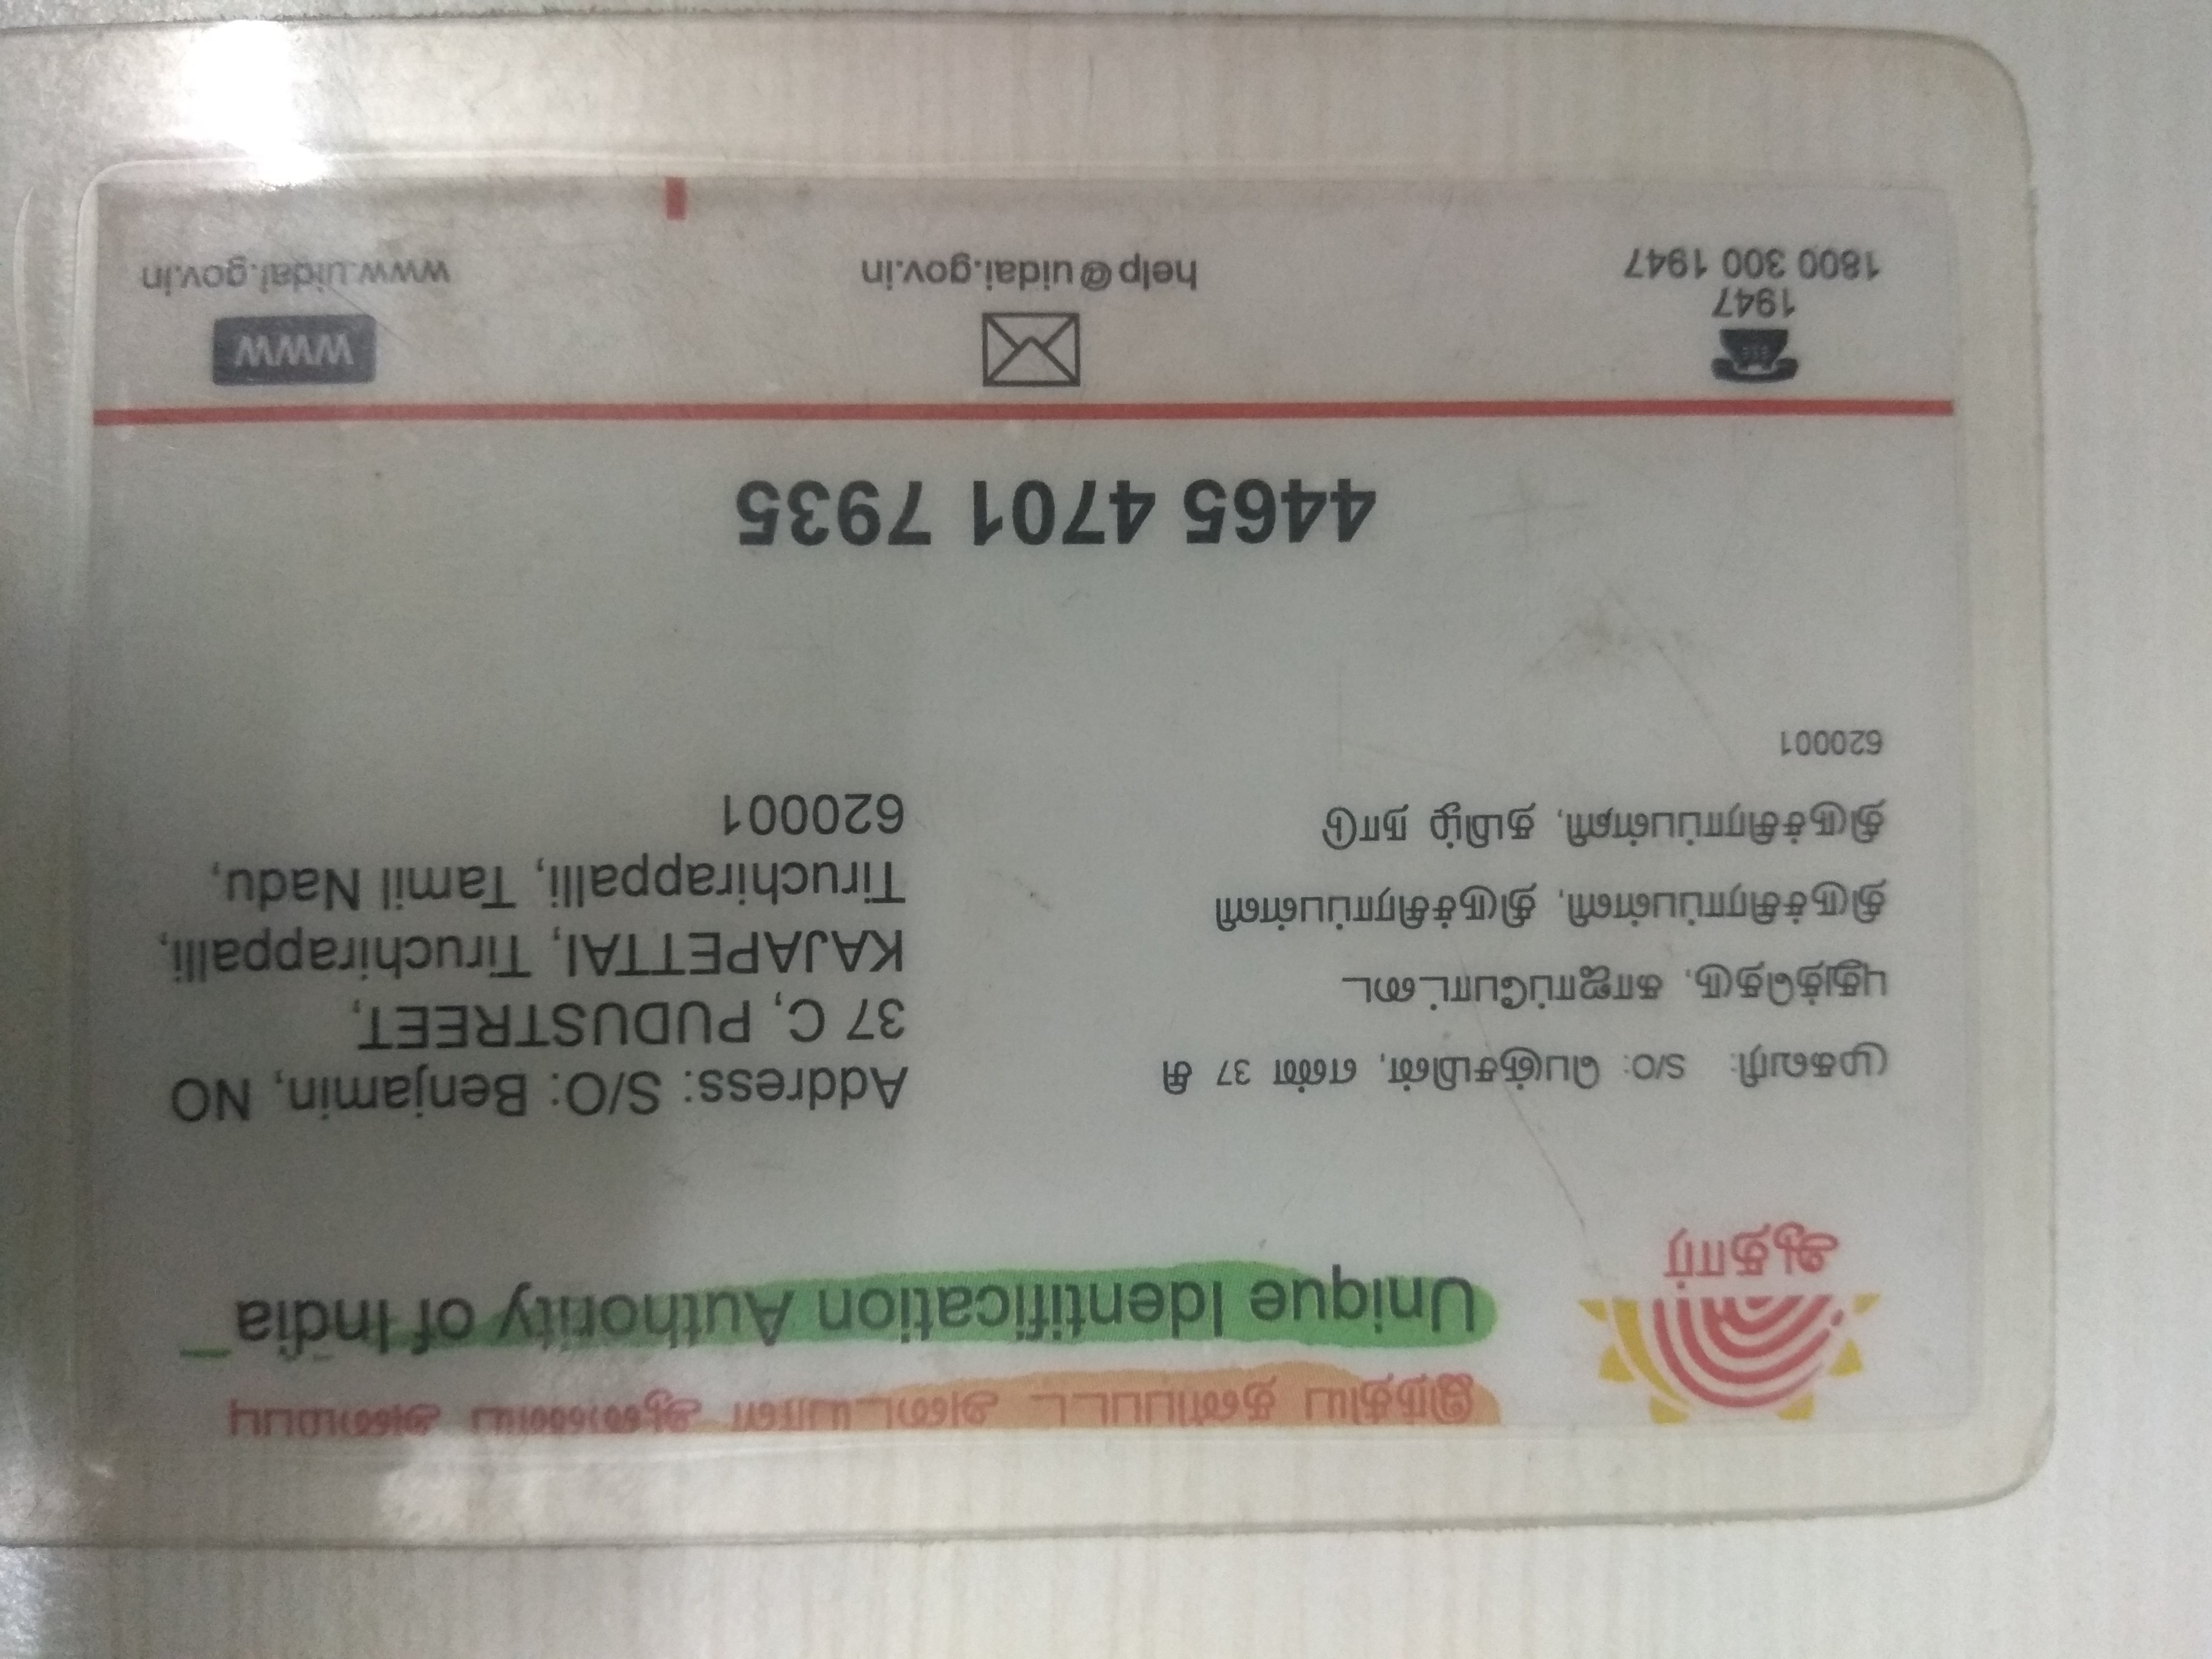 இந்திய தனிப்பட்ட அடையாள ஆணைய அமைப்பு
Unique Identification Authority of India
ஆதார்
முகவரி: S/O: பெஞ்சமின், எண் 37 சி
புதுத்தெரு, காஜாப்பேட்டை
திருச்சிராப்பள்ளி, திருச்சிராப்பள்ளி
திருச்சிராப்பள்ளி, தமிழ் நாடு
620001
Address: S/O: Benjamin, NO
37 C, PUDUSTREET,
KAJAPETTAI, Tiruchirappalli,
Tiruchirappalli, Tamil Nadu,
620001
4465 4701 7935
1947
1800 300 1947
help@uidai.gov.in
WWW
www.uidai.gov.in